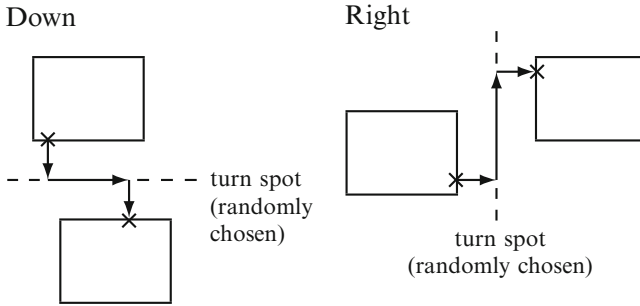 Down
turn spot
(randomly
chosen)
Right
turn spot
(randomly chosen)